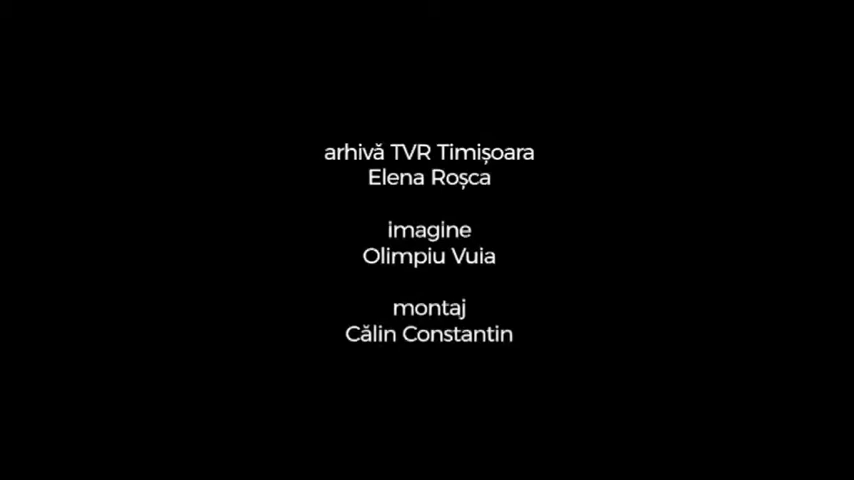 arhivă TVR Timișoara
Elena Roșca
imagine
Olimpiu Vuia
montaj
Călin Constantin